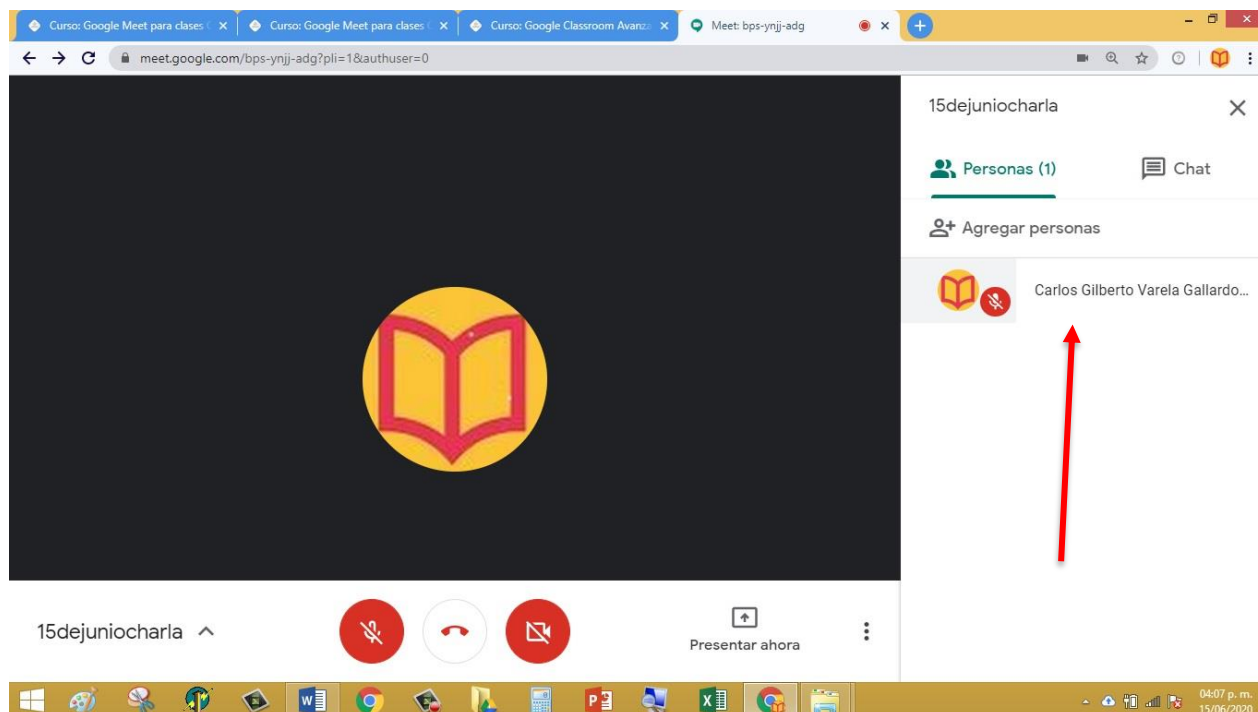 Curso: Google Meet para clases
Curso: Google Meet para clases
Curso: Google Classroom Avanza
Meet: bps-ynjj-adg
meet.google.com/bps-ynjj-adg?pli=1&authuser=0
15dejuniocharla
Personas (1)
Chat
Agregar personas
Carlos Gilberto Varela Gallardo...
15dejuniocharla
Presentar ahora
04:07 p. m.
15/06/2020